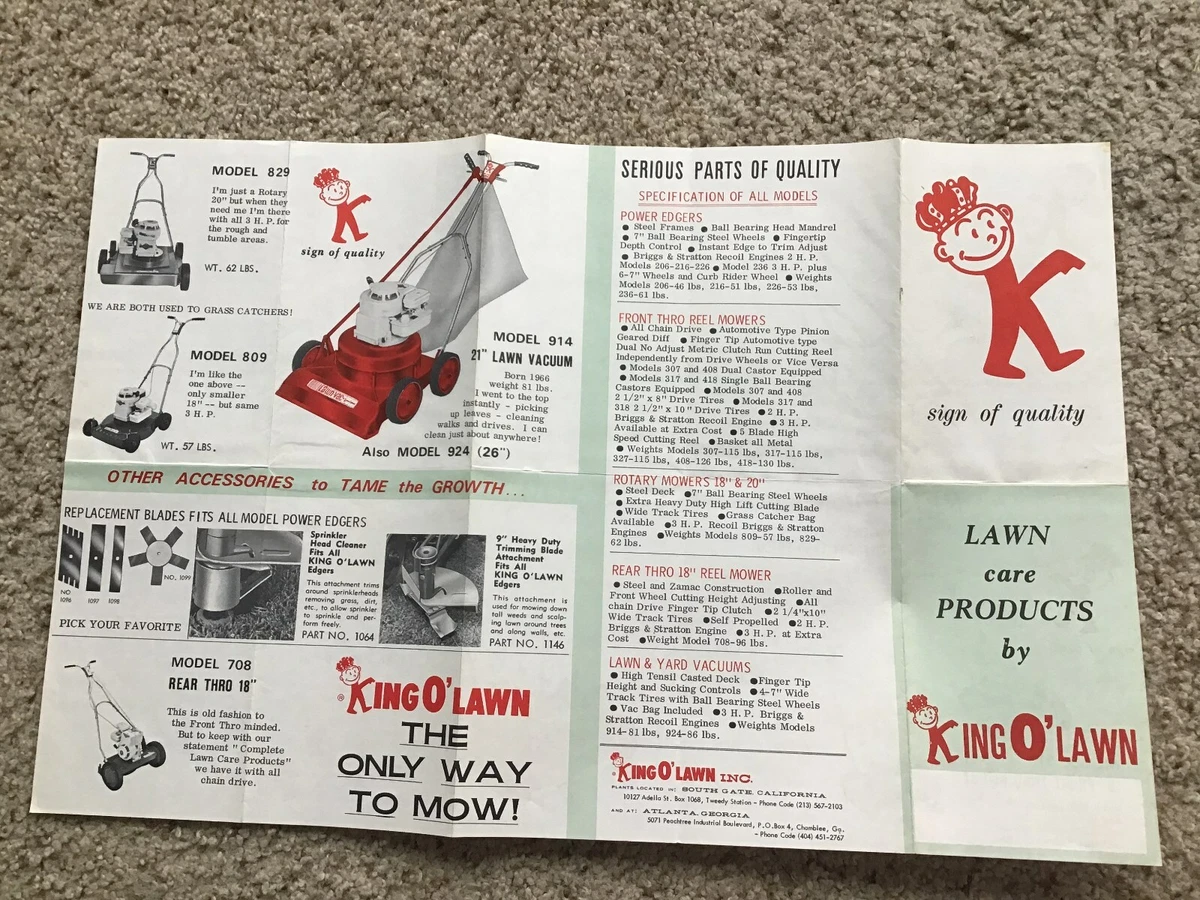 MODEL 829
I'm just a Rotary
20" but when they
need me I'm there
with all 3 H. P. for
the rough and
tumble areas.
WT. 62 LBS.
WE ARE BOTH USED TO GRASS CATCHERS!
MODEL 809
I'm like the
one above --
only smaller
18" -- but same
3 H. P.
WT. 57 LBS.
sign of quality
MODEL 914
21" LAWN VACUUM
Born 1966
weight 81 lbs.
I went to the top
instantly - picking
up leaves - cleaning
walks and drives. I can
clean just about anywhere!
Also MODEL 924 (26")
OTHER ACCESSORIES to TAME the GROWTH...
REPLACEMENT BLADES FITS ALL MODEL POWER EDGERS
NO
1096
1097
1098
NO. 1099
PICK YOUR FAVORITE
Sprinkler
Head Cleaner
Fits All
KING O'LAWN
Edgers
This attachment trims
around sprinklerheads
removing grass, dirt,
etc., to allow sprinkler
to sprinkle and per-
form freely.
PART NO. 1064
9" Heavy Duty
Trimming Blade
Attachment
Fits All
KING O'LAWN
Edgers
This attachment is
used for mowing down
tall weeds and scalp-
ing lawn around trees
and along walls, etc.
PART NO. 1146
MODEL 708
REAR THRO 18"
This is old fashion to
the Front Thro minded.
But to keep with our
statement "Complete
Lawn Care Products"
we have it with all
chain drive.
® KING O'LAWN
THE
ONLY WAY
TO MOW!
SERIOUS PARTS OF QUALITY
SPECIFICATION OF ALL MODELS
POWER EDGERS
● Steel Frames ● Ball Bearing Head Mandrel
● 7" Ball Bearing Steel Wheels ● Fingertip
Depth Control ● Instant Edge to Trim Adjust
● Briggs & Stratton Recoil Engines 2 H. P.
Models 206-216-226 ● Model 236 3 H. P. plus
6-7" Wheels and Curb Rider Wheel ● Weights
Models 206-46 lbs, 216-51 lbs, 226-53 lbs,
236-61 lbs.
FRONT THRO REEL MOWERS
● All Chain Drive ● Automotive Type Pinion
Geared Diff ● Finger Tip Automotive type
Dual No Adjust Metric Clutch Run Cutting Reel
Independently from Drive Wheels or Vice Versa
● Models 307 and 408 Dual Castor Equipped
● Models 317 and 418 Single Ball Bearing
Castors Equipped ● Models 307 and 408
2 1/2" x 8" Drive Tires ● Models 317 and
318 2 1/2" x 10" Drive Tires ● 2 H. P.
Briggs & Stratton Recoil Engine ● 3 H. P.
Available at Extra Cost ● 5 Blade High
Speed Cutting Reel ● Basket all Metal
● Weights Models 307-115 lbs, 317-115 lbs,
327-115 lbs, 408-126 lbs, 418-130 lbs.
ROTARY MOWERS 18" & 20"
● Steel Deck ●7" Ball Bearing Steel Wheels
● Extra Heavy Duty High Lift Cutting Blade
● Wide Track Tires ●Grass Catcher Bag
Available ●3 H. P. Recoil Briggs & Stratton
Engines ●Weights Models 809-57 lbs, 829-
62 lbs.
REAR THRO 18" REEL MOWER
● Steel and Zamac Construction ●Roller and
Front Wheel Cutting Height Adjusting ●All
chain Drive Finger Tip Clutch ●2 1/4"x10"
Wide Track Tires ●Self Propelled ●2 H. P.
Briggs & Stratton Engine ●3 H. P. at Extra
Cost ●Weight Model 708-96 lbs.
LAWN & YARD VACUUMS
● High Tensil Casted Deck ●Finger Tip
Height and Sucking Controls ●4-7" Wide
Track Tires with Ball Bearing Steel Wheels
● Vac Bag Included ●3 H. P. Briggs &
Stratton Recoil Engines ●Weights Models
914-81 lbs, 924-86 lbs.
KING O'LAWN INC.
PLANTS LOCATED IN: SOUTH GATE, CALIFORNIA
10127 Adella St. Box 1068, Tweedy Station - Phone Code (213) 567-2103
AND AT: ATLANTA, GEORGIA
5071 Peachtree Industrial Boulevard, P.O.Box 4, Chamblee, Ga.
- Phone Code (404) 451-2767
sign of quality
LAWN
care
PRODUCTS
by
KING O'LAWN